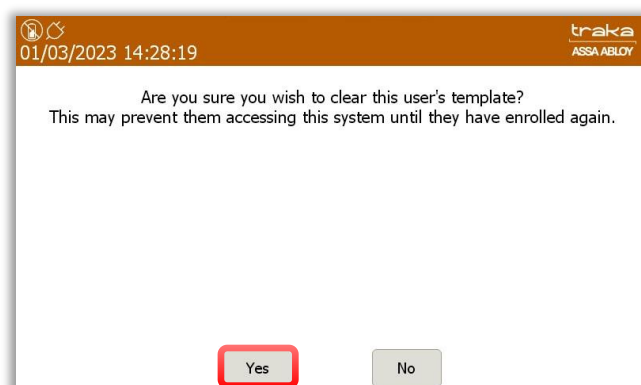 traka
01/03/2023 14:28:19
ASSA ABLOY
Are you sure you wish to clear this user's template?
This may prevent them accessing this system until they have enrolled again.
Yes
No